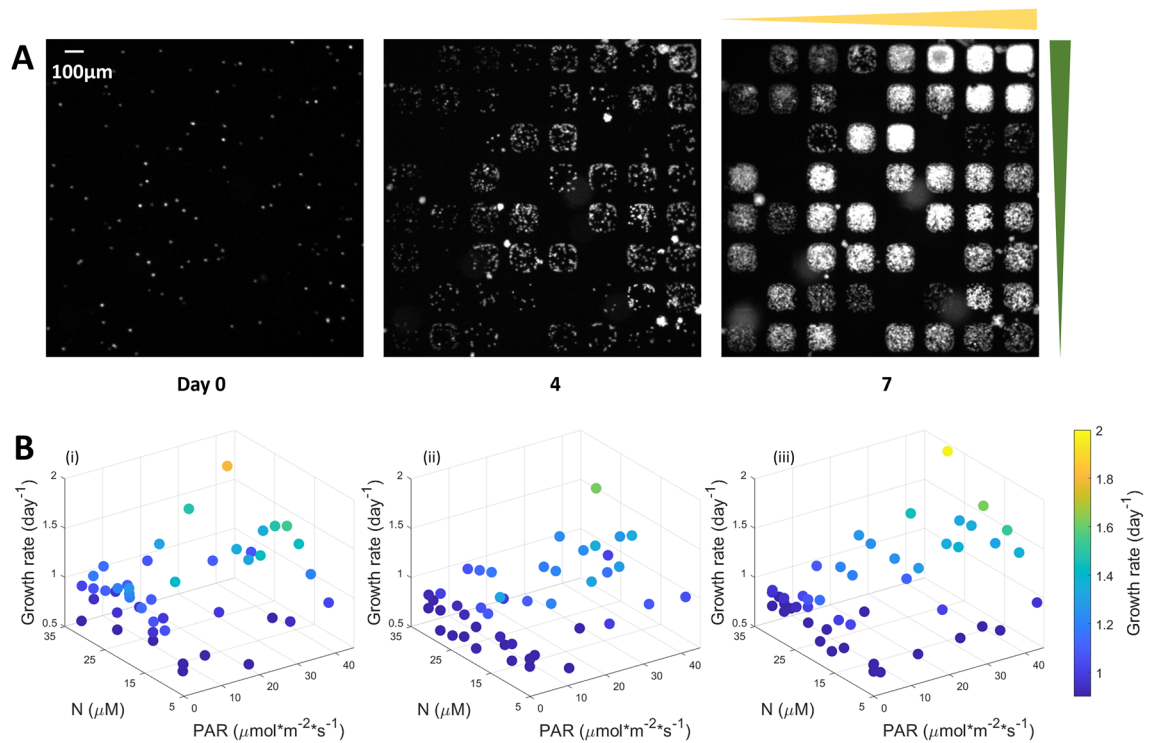 A
100µm
Day 0
4
7
B
(i)
(ii)
(iii)
2
1.5
1
0.5
35
25
15
5
0
10
20
30
40
Growth rate (day⁻¹)
N (μM)
PAR (μmol*m⁻²*s⁻¹)
2
1.5
1
0.5
35
25
15
5
0
10
20
30
40
Growth rate (day⁻¹)
N (μM)
PAR (μmol*m⁻²*s⁻¹)
2
1.5
1
0.5
35
25
15
5
0
10
20
30
40
Growth rate (day⁻¹)
N (μM)
PAR (μmol*m⁻²*s⁻¹)
2
1.8
1.6
1.4
1.2
1
Growth rate (day⁻¹)